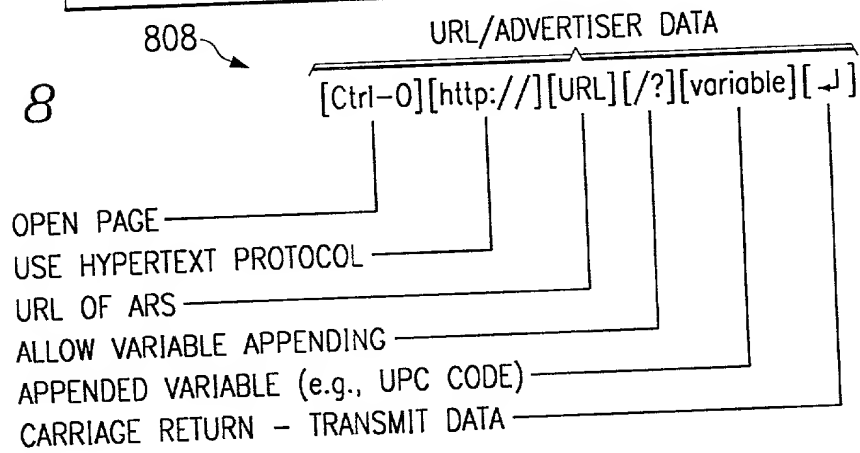 808
URL/ADVERTISER DATA
8
[Ctrl-O][http://][URL][/?][variable][↵]
OPEN PAGE
USE HYPERTEXT PROTOCOL
URL OF ARS
ALLOW VARIABLE APPENDING
APPENDED VARIABLE (e.g., UPC CODE)
CARRIAGE RETURN – TRANSMIT DATA